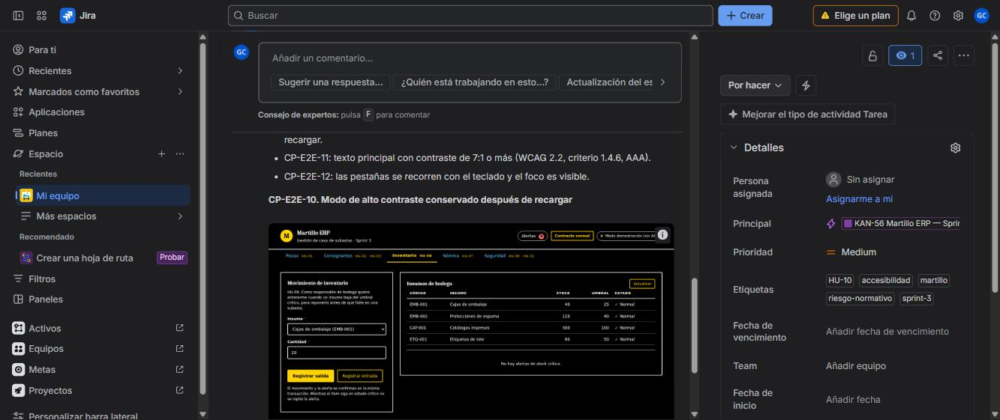 Jira
Buscar
+ Crear
Elige un plan
GC
Para ti
Recientes
Marcados como favoritos
Aplicaciones
Planes
Espacio
Recientes
Mi equipo
Más espacios
Recomendado
Crear una hoja de ruta
Probar
Filtros
Paneles
Activos
Equipos
Metas
Proyectos
Personalizar barra lateral
GC
Añadir un comentario...
Sugerir una respuesta...
¿Quién está trabajando en esto...?
Actualización del es
Consejo de expertos: pulsa F para comentar
recargar.
• CP-E2E-11: texto principal con contraste de 7:1 o más (WCAG 2.2, criterio 1.4.6, AAA).
• CP-E2E-12: las pestañas se recorren con el teclado y el foco es visible.
CP-E2E-10. Modo de alto contraste conservado después de recargar
M
Martillo ERP
Gestión de casa de subastas · Sprint 3
Alertas
Contraste normal
Modo demostración (sin
Piezas HU-01
Consignantes HU-02 · HU-03
Inventario HU-06
Nómina HU-07
Seguridad HU-09 · HU-11
Movimiento de inventario
HU-06. Como responsable de bodega quiero
enterarme cuando un insumo baja del umbral
crítico, para reponerlo antes de que falte en una
subasta.
Insumo
Cajas de embalaje (EMB-001)
Cantidad
20
Registrar salida
Registrar entrada
El movimiento y la alerta se confirman en la misma
transacción. Mientras el ítem siga en estado crítico no
se repite la alerta.
Insumos de bodega
Actualizar
CÓDIGO INSUMO STOCK UMBRAL ESTADO
EMB-001 Cajas de embalaje 40 25 ✓ Normal
EMB-002 Protecciones de espuma 120 40 ✓ Normal
CAT-001 Catálogos impresos 300 100 ✓ Normal
ETQ-001 Etiquetas de lote 60 50 ✓ Normal
No hay alertas de stock crítico.
1
Por hacer
Mejorar el tipo de actividad Tarea
Detalles
Persona
asignada
Sin asignar
Asignarme a mí
Principal
KAN-56 Martillo ERP — Sprin
Prioridad
Medium
Etiquetas
HU-10
accesibilidad
martillo
riesgo-normativo
sprint-3
Fecha de
vencimiento
Añadir fecha de vencimiento
Team
Añadir equipo
Fecha de
inicio
Añadir fecha